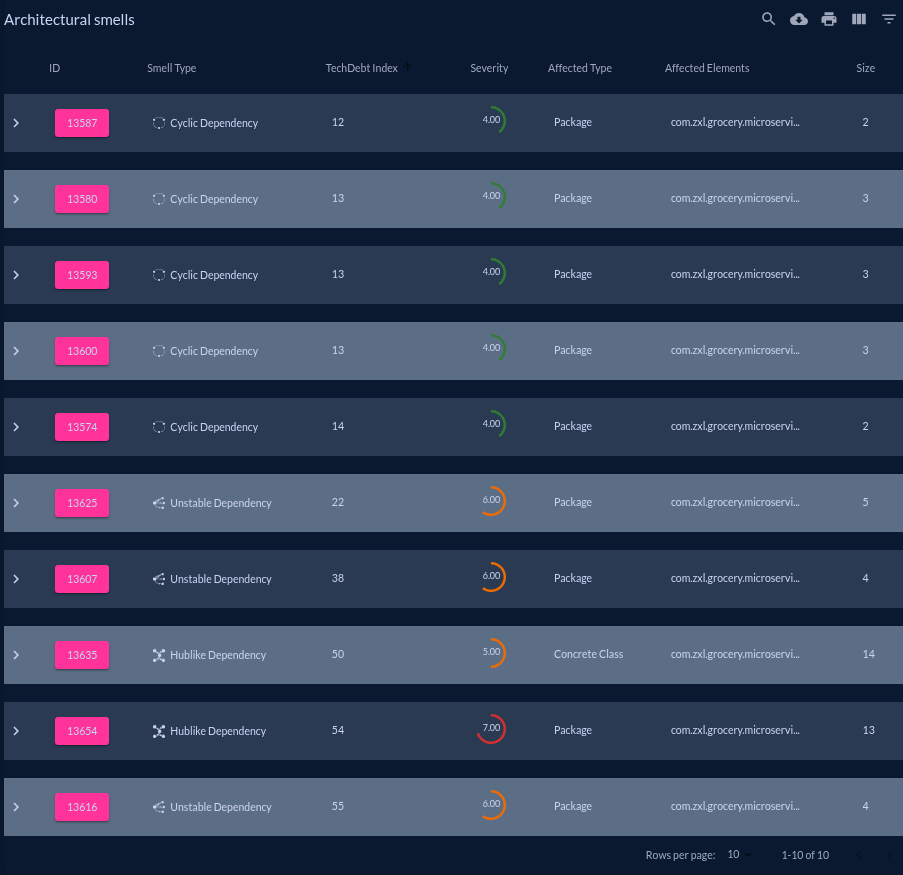 Architectural smells
ID Smell Type TechDebt Index Severity Affected Type Affected Elements Size
13587 Cyclic Dependency 12 4.00 Package com.zxl.grocery.microservi... 2
13580 Cyclic Dependency 13 4.00 Package com.zxl.grocery.microservi... 3
13593 Cyclic Dependency 13 4.00 Package com.zxl.grocery.microservi... 3
13600 Cyclic Dependency 13 4.00 Package com.zxl.grocery.microservi... 3
13574 Cyclic Dependency 14 4.00 Package com.zxl.grocery.microservi... 2
13625 Unstable Dependency 22 6.00 Package com.zxl.grocery.microservi... 5
13607 Unstable Dependency 38 6.00 Package com.zxl.grocery.microservi... 4
13635 Hublike Dependency 50 5.00 Concrete Class com.zxl.grocery.microservi... 14
13654 Hublike Dependency 54 7.00 Package com.zxl.grocery.microservi... 13
13616 Unstable Dependency 55 6.00 Package com.zxl.grocery.microservi... 4
Rows per page: 10 1-10 of 10